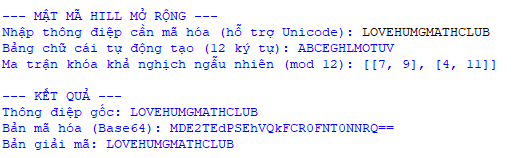 --- MẬT MÃ HILL MỞ RỘNG ---
Nhập thông điệp cần mã hóa (hỗ trợ Unicode): LOVEHUMGMATHCLUB
Bảng chữ cái tự động tạo (12 ký tự): ABCEGHLMOTUV
Ma trận khóa khả nghịch ngẫu nhiên (mod 12): [[7, 9], [4, 11]]
--- KẾT QUẢ ---
Thông điệp gốc: LOVEHUMGMATHCLUB
Bản mã hóa (Base64): MDE2TEdPSEhVQkFCR0FNT0NNRQ==
Bản giải mã: LOVEHUMGMATHCLUB